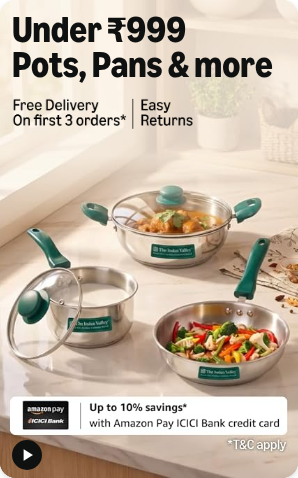 Under ₹999
Pots, Pans & more
Free Delivery
On first 3 orders*
Easy
Returns
The Indus Valley
The Indus Valley
The Indus Valley
amazon pay
ICICI Bank
Up to 10% savings*
with Amazon Pay ICICI Bank credit card
*T&C apply